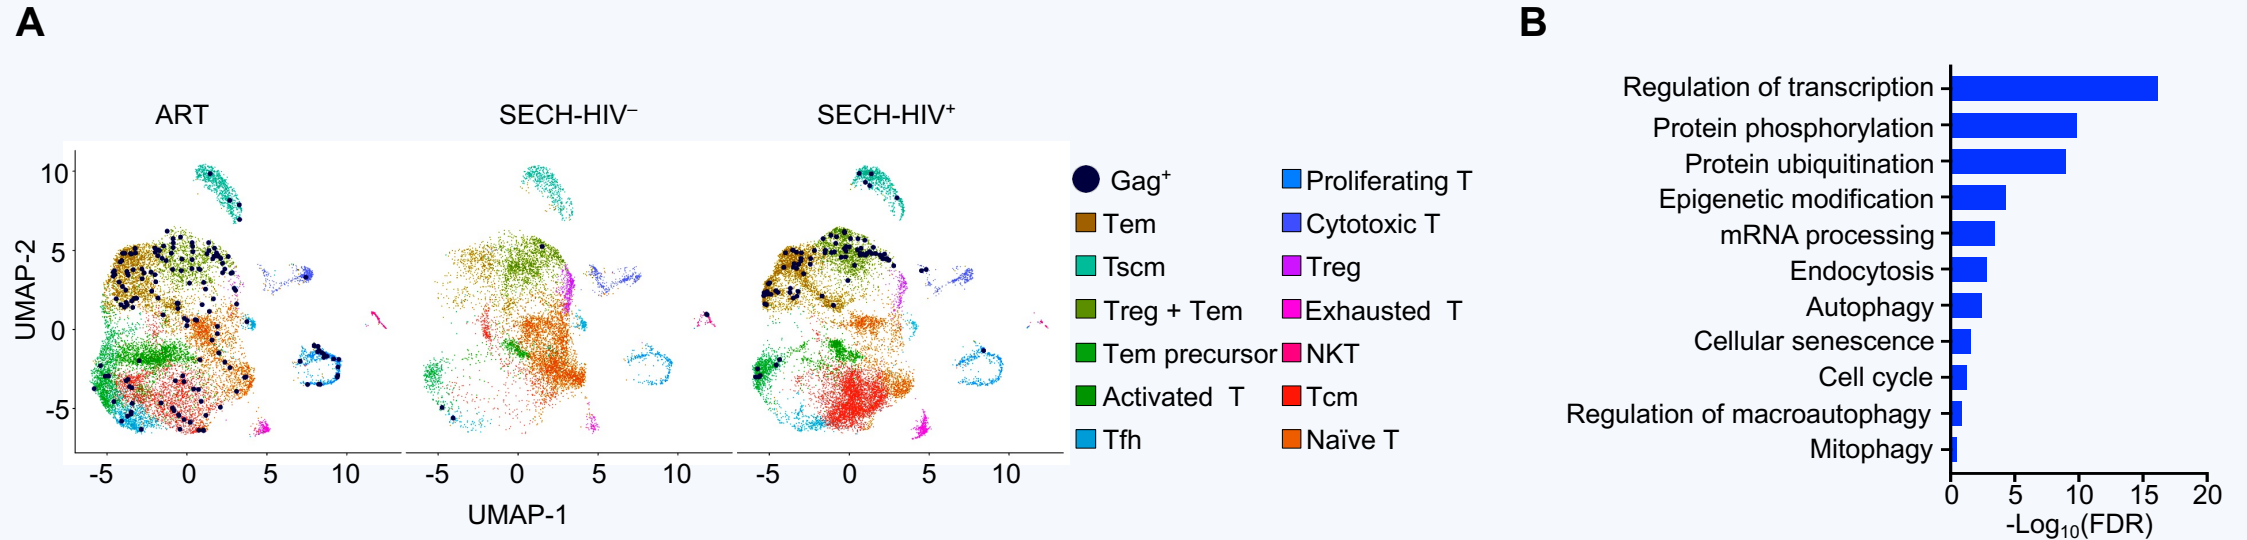 A
B
ART
SECH-HIV–
SECH-HIV+
UMAP-2
10
5
0
-5
-5 0 5 10
-5 0 5 10
-5 0 5 10
UMAP-1
Gag+
Tem
Tscm
Treg + Tem
Tem precursor
Activated T
Tfh
Proliferating T
Cytotoxic T
Treg
Exhausted T
NKT
Tcm
Naïve T
Regulation of transcription
Protein phosphorylation
Protein ubiquitination
Epigenetic modification
mRNA processing
Endocytosis
Autophagy
Cellular senescence
Cell cycle
Regulation of macroautophagy
Mitophagy
0 5 10 15 20
-Log10(FDR)